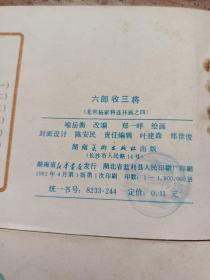 六郎收三将
(北宋杨家将连环画之四)
喻岳衡 改编 郑一呼 绘画
封面设计 陈安民 责任编辑 叶建森 郑世俊
湖南美术出版社出版
(长沙市人民路14号)
湖南省新华书店发行 湖北省监利县人民印刷厂印刷
1982年4月第1版第1次印刷 印数:1—1,900,000册
统一书号:8233·244 定价:0.11元